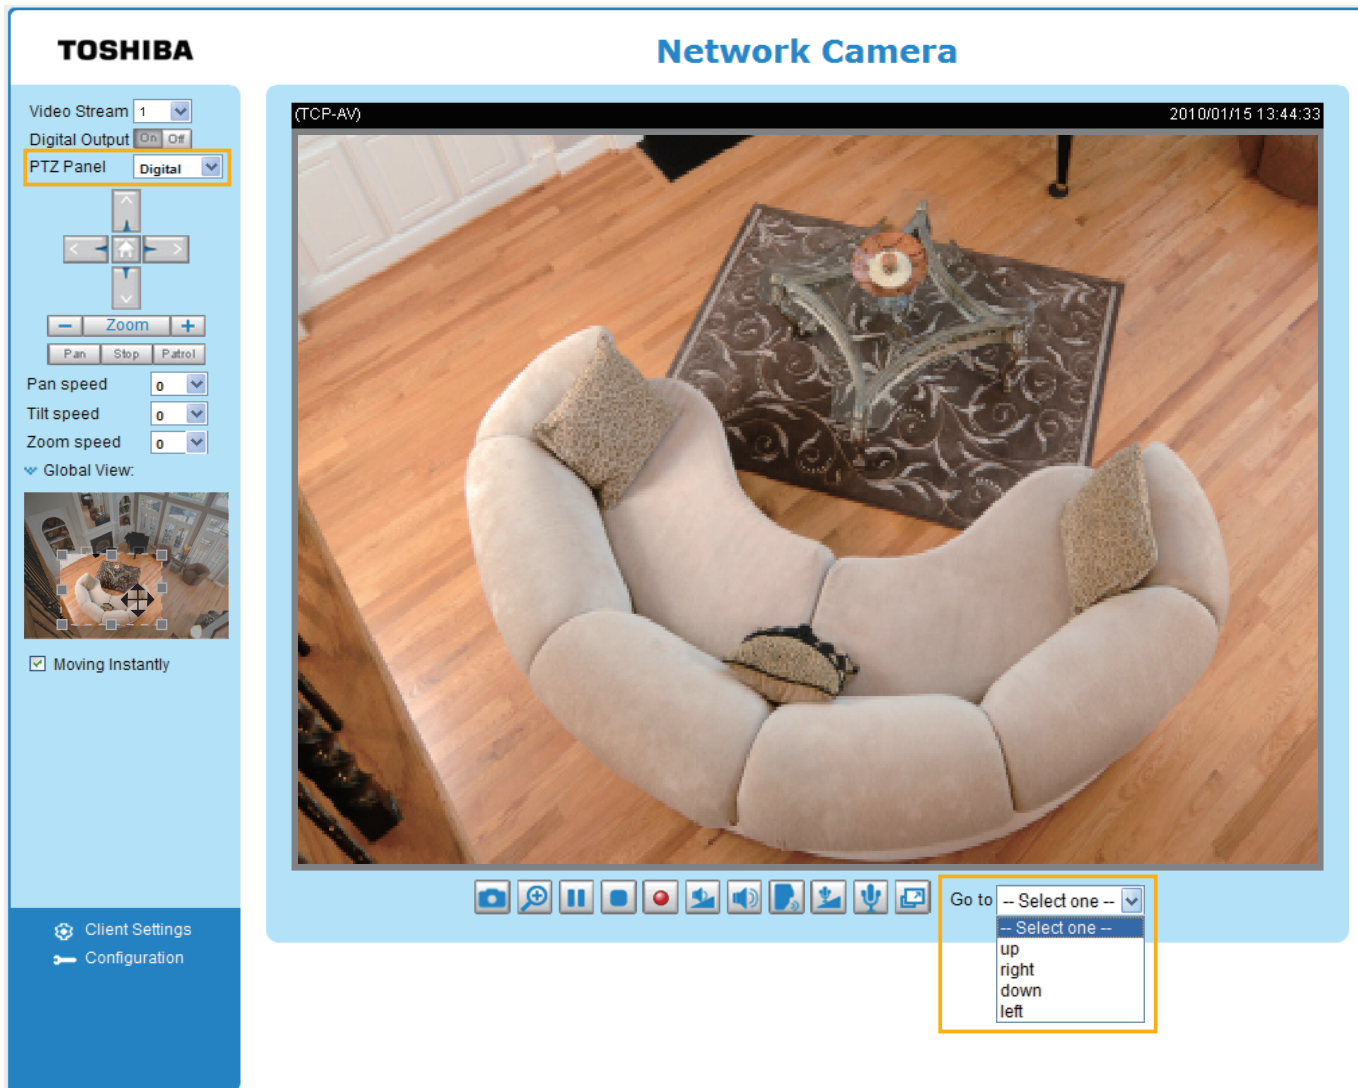 TOSHIBA
Network Camera
Video Stream 1
Digital Output On Off
PTZ Panel Digital
Zoom
Pan Stop Patrol
Pan speed 0
Tilt speed 0
Zoom speed 0
Global View:
Moving Instantly
Client Settings
Configuration
(TCP-AV) 2010/01/15 13:44:33
Go to -- Select one --
-- Select one --
up
right
down
left